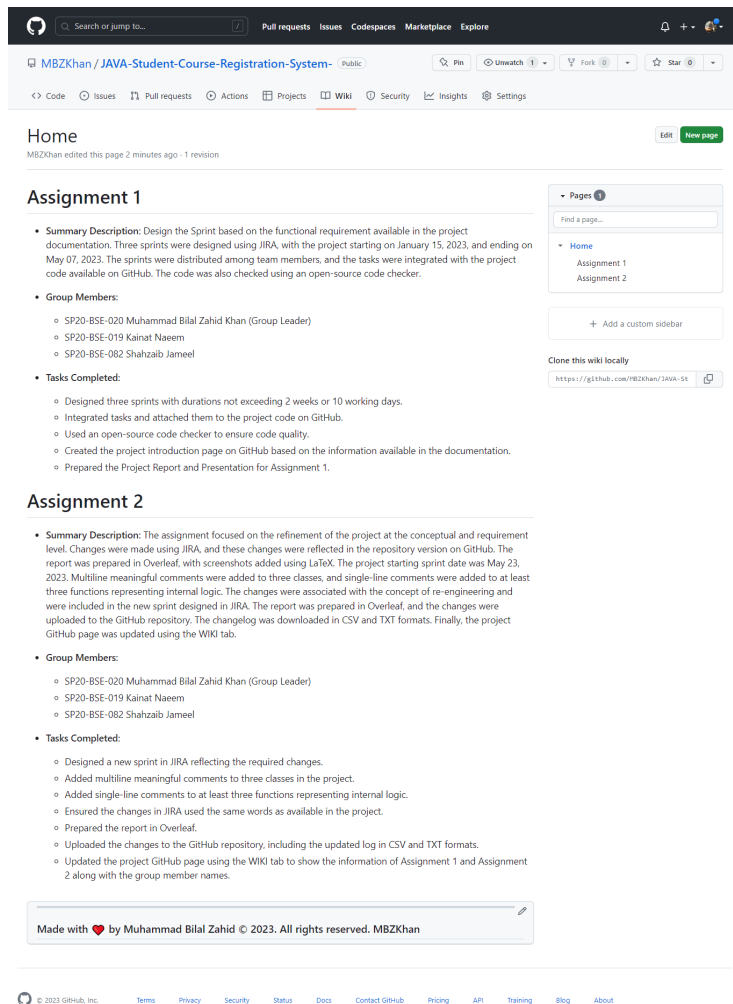 Search or jump to... /
Pull requests Issues Codespaces Marketplace Explore
MBZKhan / JAVA-Student-Course-Registration-System- Public
Pin Unwatch 1 Fork 0 Star 0
Code Issues Pull requests Actions Projects Wiki Security Insights Settings
Home
Edit New page
MBZKhan edited this page 2 minutes ago · 1 revision
Assignment 1
• Summary Description: Design the Sprint based on the functional requirement available in the project
documentation. Three sprints were designed using JIRA, with the project starting on January 15, 2023, and ending on
May 07, 2023. The sprints were distributed among team members, and the tasks were integrated with the project
code available on GitHub. The code was also checked using an open-source code checker.
• Group Members:
◦ SP20-BSE-020 Muhammad Bilal Zahid Khan (Group Leader)
◦ SP20-BSE-019 Kainat Naeem
◦ SP20-BSE-082 Shahzaib Jameel
• Tasks Completed:
◦ Designed three sprints with durations not exceeding 2 weeks or 10 working days.
◦ Integrated tasks and attached them to the project code on GitHub.
◦ Used an open-source code checker to ensure code quality.
◦ Created the project introduction page on GitHub based on the information available in the documentation.
◦ Prepared the Project Report and Presentation for Assignment 1.
Assignment 2
• Summary Description: The assignment focused on the refinement of the project at the conceptual and requirement
level. Changes were made using JIRA, and these changes were reflected in the repository version on GitHub. The
report was prepared in Overleaf, with screenshots added using LaTeX. The project starting sprint date was May 23,
2023. Multiline meaningful comments were added to three classes, and single-line comments were added to at least
three functions representing internal logic. The changes were associated with the concept of re-engineering and
were included in the new sprint designed in JIRA. The report was prepared in Overleaf, and the changes were
uploaded to the GitHub repository. The changelog was downloaded in CSV and TXT formats. Finally, the project
GitHub page was updated using the WIKI tab.
• Group Members:
◦ SP20-BSE-020 Muhammad Bilal Zahid Khan (Group Leader)
◦ SP20-BSE-019 Kainat Naeem
◦ SP20-BSE-082 Shahzaib Jameel
• Tasks Completed:
◦ Designed a new sprint in JIRA reflecting the required changes.
◦ Added multiline meaningful comments to three classes in the project.
◦ Added single-line comments to at least three functions representing internal logic.
◦ Ensured the changes in JIRA used the same words as available in the project.
◦ Prepared the report in Overleaf.
◦ Uploaded the changes to the GitHub repository, including the updated log in CSV and TXT formats.
◦ Updated the project GitHub page using the WIKI tab to show the information of Assignment 1 and Assignment
2 along with the group member names.
Made with ❤️ by Muhammad Bilal Zahid © 2023. All rights reserved. MBZKhan
Pages 1
Find a page...
Home
Assignment 1
Assignment 2
+ Add a custom sidebar
Clone this wiki locally
https://github.com/MBZKhan/JAVA-St
© 2023 GitHub, Inc. Terms Privacy Security Status Docs Contact GitHub Pricing API Training Blog About